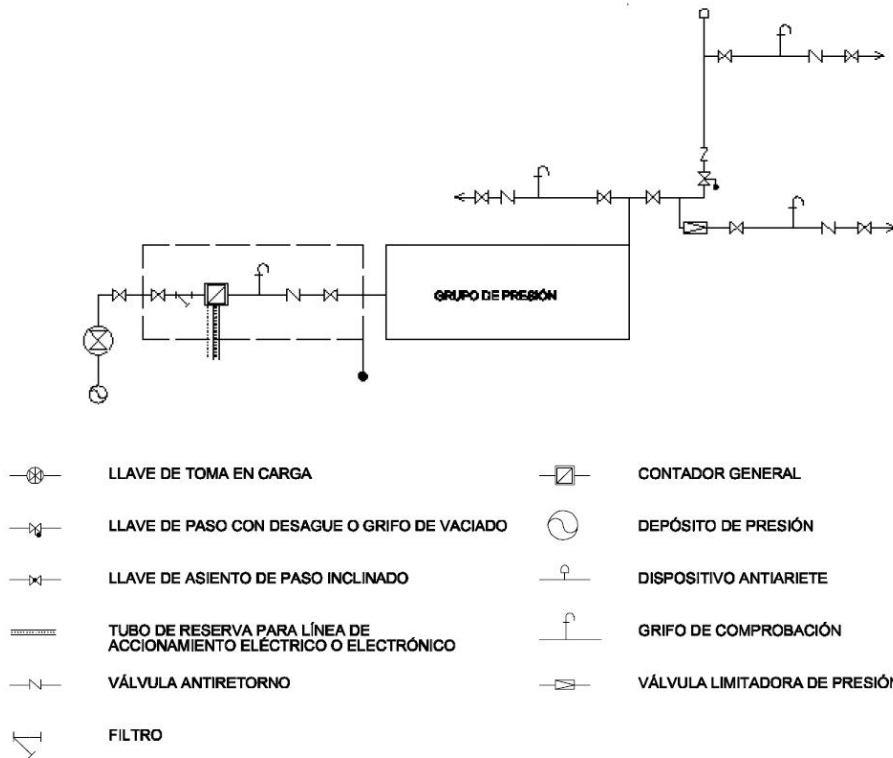 GRUPO DE PRESIÓN
LLAVE DE TOMA EN CARGA
CONTADOR GENERAL
LLAVE DE PASO CON DESAGUE O GRIFO DE VACIADO
DEPÓSITO DE PRESIÓN
LLAVE DE ASIENTO DE PASO INCLINADO
DISPOSITIVO ANTIARIETE
TUBO DE RESERVA PARA LÍNEA DE
ACCIONAMIENTO ELÉCTRICO O ELECTRÓNICO
GRIFO DE COMPROBACIÓN
VÁLVULA ANTIRETORNO
VÁLVULA LIMITADORA DE PRESIÓN
FILTRO